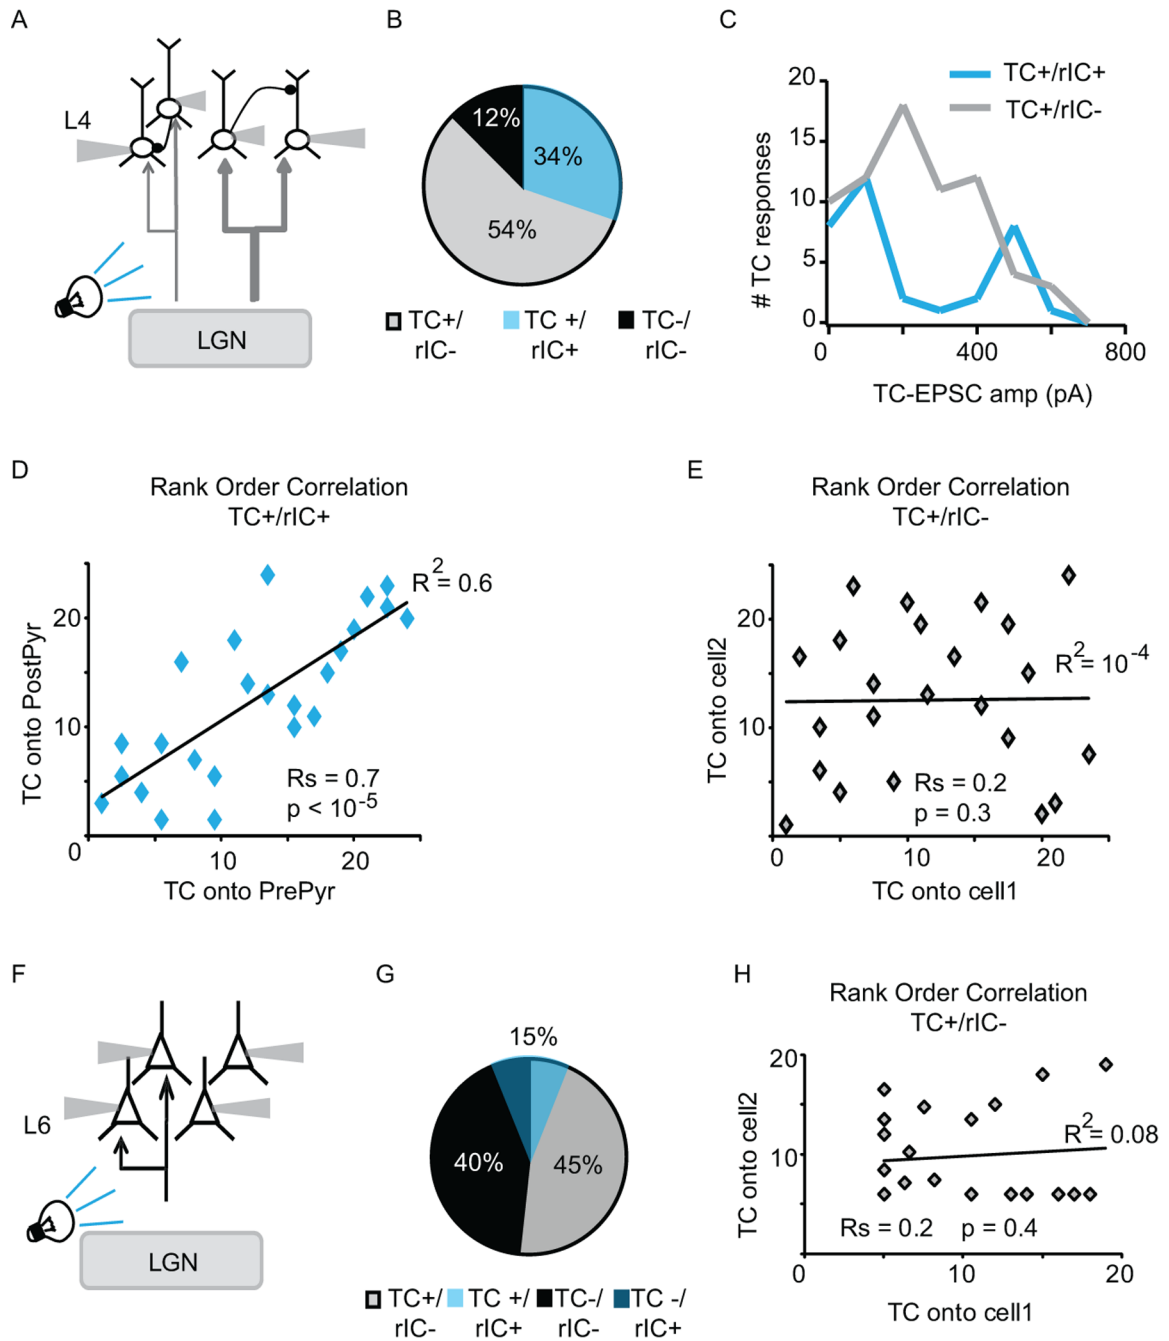 A
L4
LGN
B
12%
34%
54%
TC+/ rIC-
TC +/ rIC+
TC-/ rIC-
C
TC+/rIC+
TC+/rIC-
20
15
10
5
0
# TC responses
0 400 800
TC-EPSC amp (pA)
D
Rank Order Correlation
TC+/rIC+
R2= 0.6
20
10
0
TC onto PostPyr
Rs = 0.7
p < 10-5
10 20
TC onto PrePyr
E
Rank Order Correlation
TC+/rIC-
R2= 10-4
20
10
TC onto cell2
Rs = 0.2
p = 0.3
0 10 20
TC onto cell1
F
L6
LGN
G
15%
40%
45%
TC+/ rIC-
TC +/ rIC+
TC-/ rIC-
TC -/ rIC+
H
Rank Order Correlation
TC+/rIC-
20
10
0
TC onto cell2
R2= 0.08
Rs = 0.2 p = 0.4
0 10 20
TC onto cell1